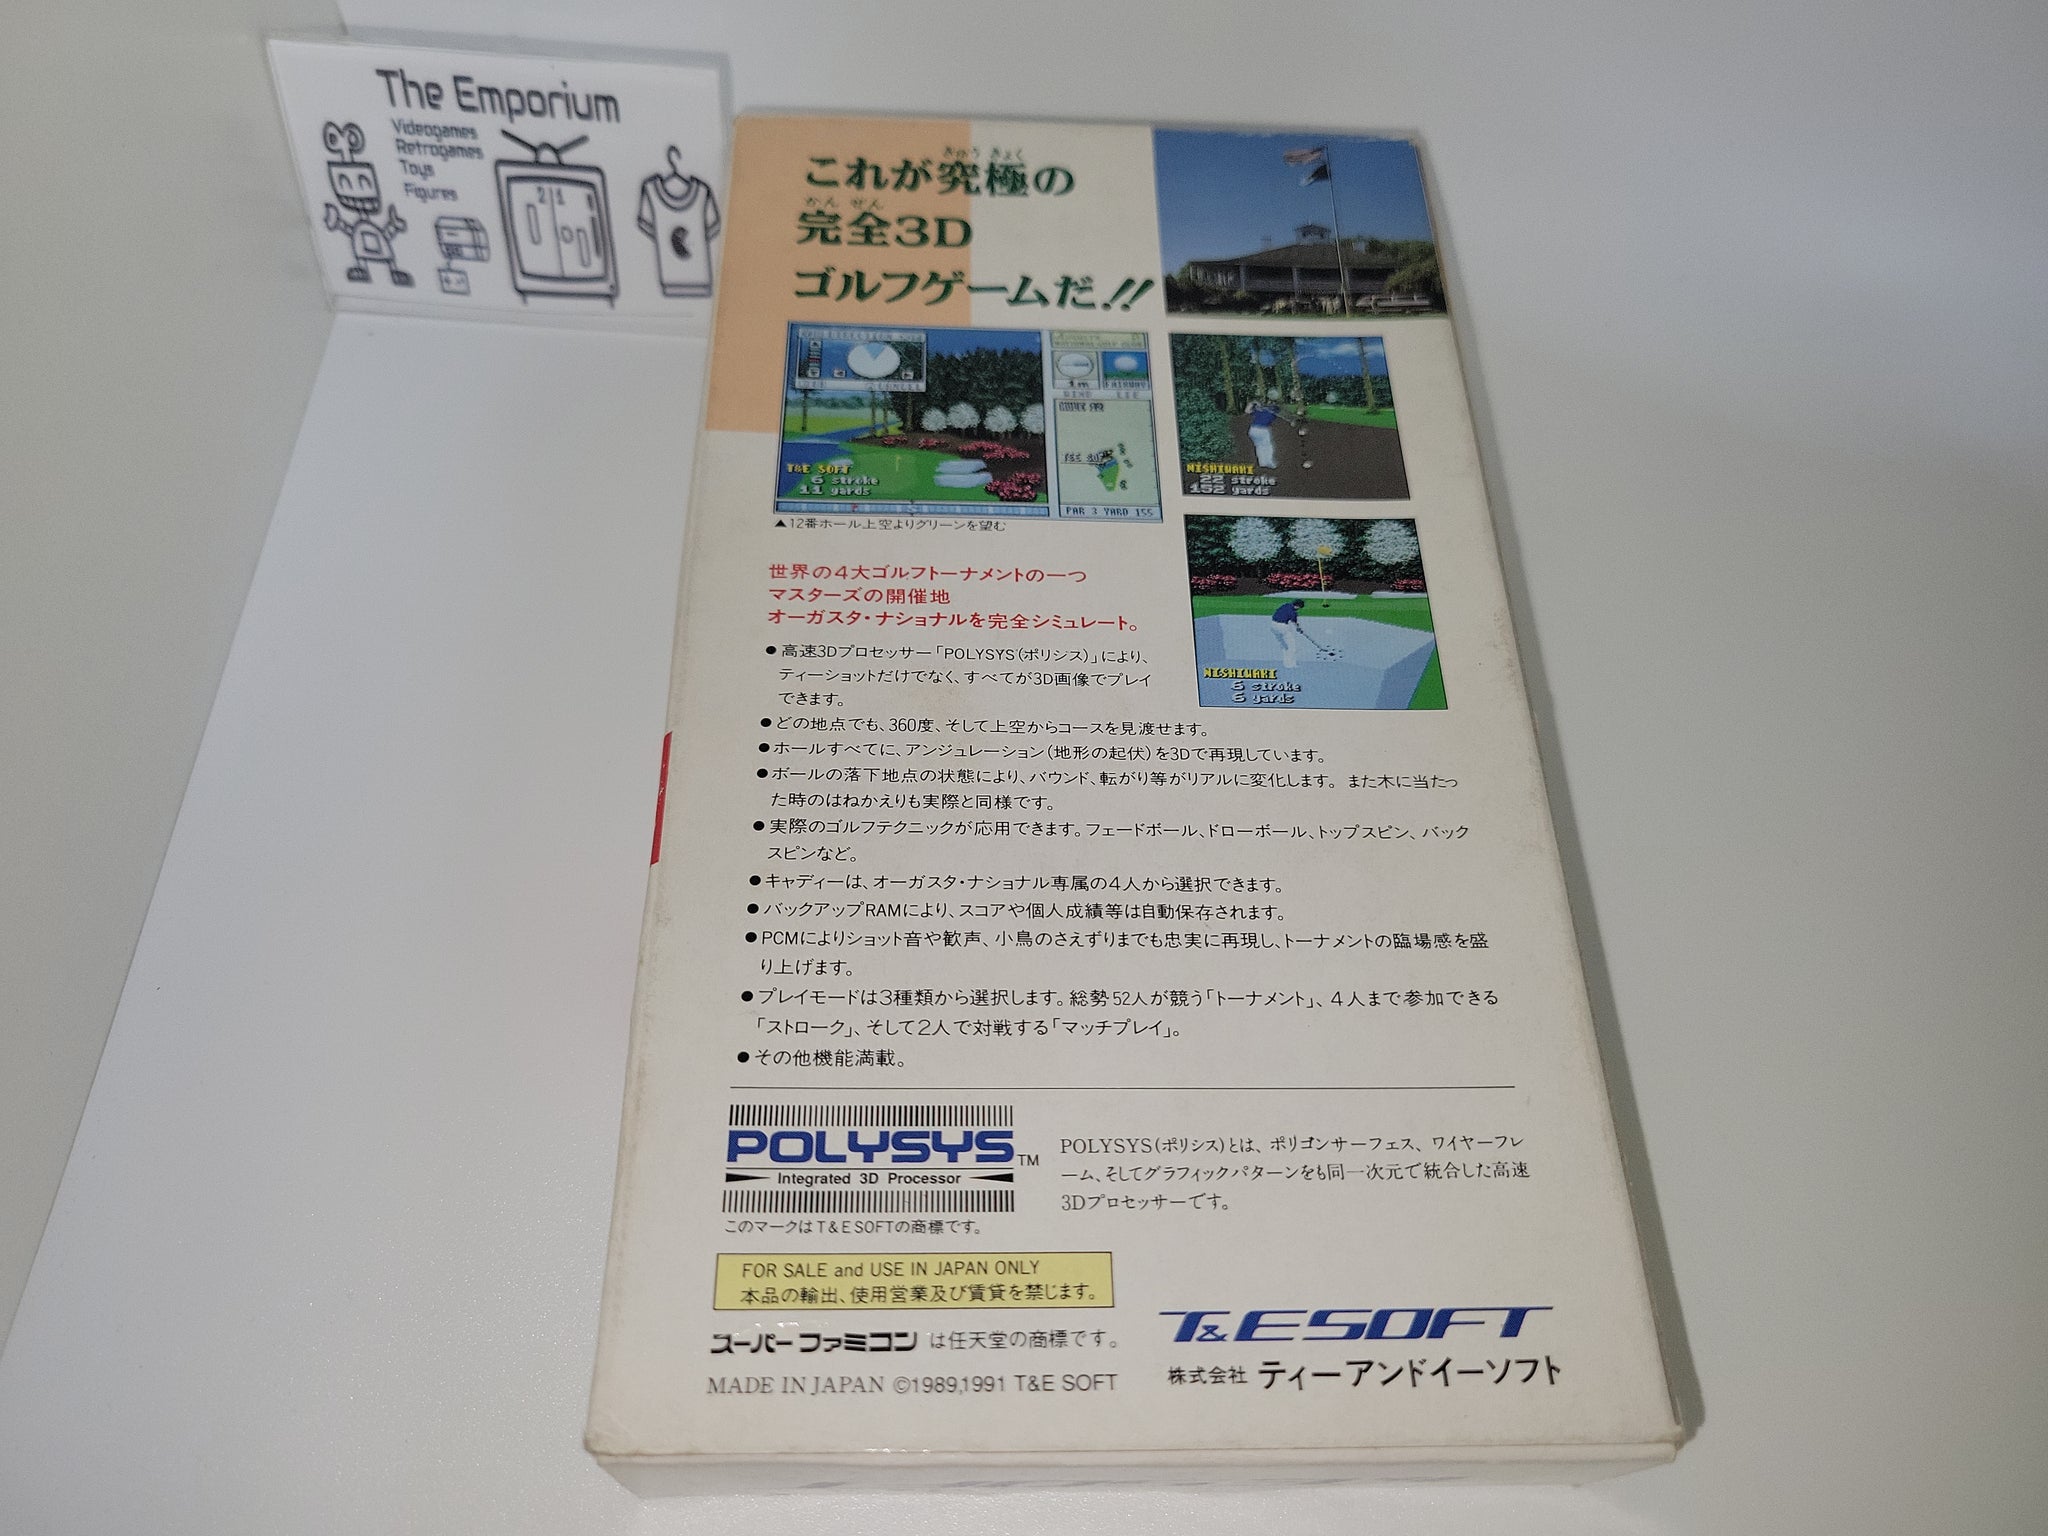 The Emporium
Videogames
Retrogames
Toys
Figures
2 1
きゅう きょく
これが究極の
かん ぜん
完全3D
ゴルフゲームだ!!
1m
FAIRWAY
WIND LIE
T&E SOFT
6 stroke
11 yards
PAR 3 YARD 155
▲12番ホール上空よりグリーンを望む
NISHIWAKI
22 stroke
152 yards
NISHIWAKI
6 stroke
6 yards
世界の4大ゴルフトーナメントの一つ
マスターズの開催地
オーガスタ・ナショナルを完全シミュレート。
●高速3Dプロセッサー「POLYSYS(ポリシス)」により、
ティーショットだけでなく、すべてが3D画像でプレイ
できます。
●どの地点でも、360度、そして上空からコースを見渡せます。
●ホールすべてに、アンジュレーション(地形の起伏)を3Dで再現しています。
●ボールの落下地点の状態により、バウンド、転がり等がリアルに変化します。また木に当たっ
た時のはねかえりも実際と同様です。
●実際のゴルフテクニックが応用できます。フェードボール、ドローボール、トップスピン、バック
スピンなど。
●キャディーは、オーガスタ・ナショナル専属の4人から選択できます。
●バックアップRAMにより、スコアや個人成績等は自動保存されます。
●PCMによりショット音や歓声、小鳥のさえずりまでも忠実に再現し、トーナメントの臨場感を盛
り上げます。
●プレイモードは3種類から選択します。総勢52人が競う「トーナメント」、4人まで参加できる
「ストローク」、そして2人で対戦する「マッチプレイ」。
●その他機能満載。
POLYSYS TM
Integrated 3D Processor
このマークはT&E SOFTの商標です。
POLYSYS(ポリシス)とは、ポリゴンサーフェス、ワイヤーフレ
ーム、そしてグラフィックパターンをも同一次元で統合した高速
3Dプロセッサーです。
FOR SALE and USE IN JAPAN ONLY
本品の輸出、使用営業及び賃貸を禁じます。
スーパーファミコン は任天堂の商標です。
MADE IN JAPAN ©1989,1991 T&E SOFT
T&E SOFT
株式会社 ティーアンドイーソフト